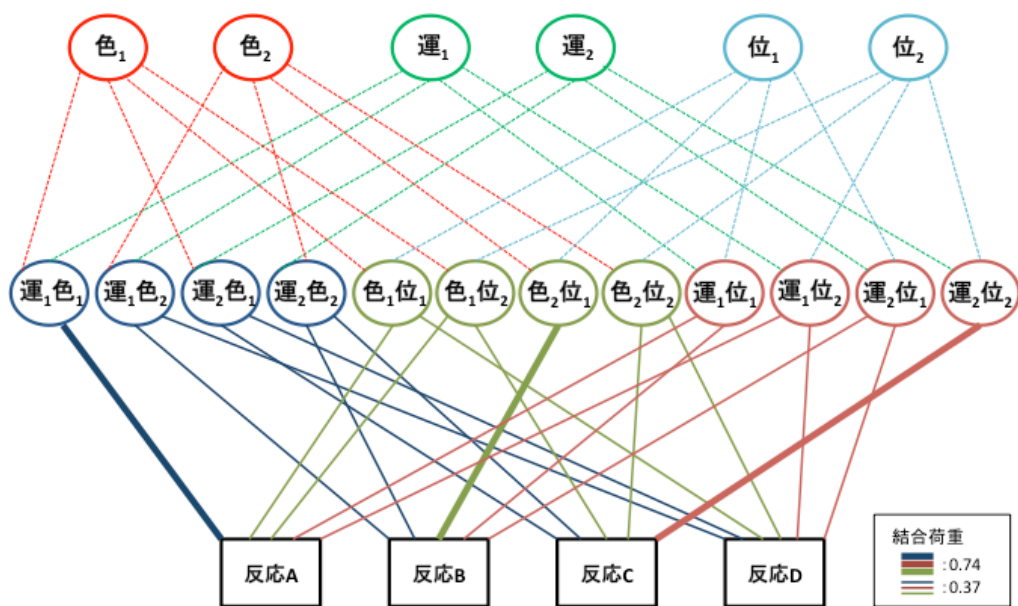 色₁ 色₂ 運₁ 運₂ 位₁ 位₂
運₁色₁ 運₁色₂ 運₂色₁ 運₂色₂ 色₁位₁ 色₁位₂ 色₂位₁ 色₂位₂ 運₁位₁ 運₁位₂ 運₂位₁ 運₂位₂
反応A 反応B 反応C 反応D
結合荷重
: 0.74
: 0.37